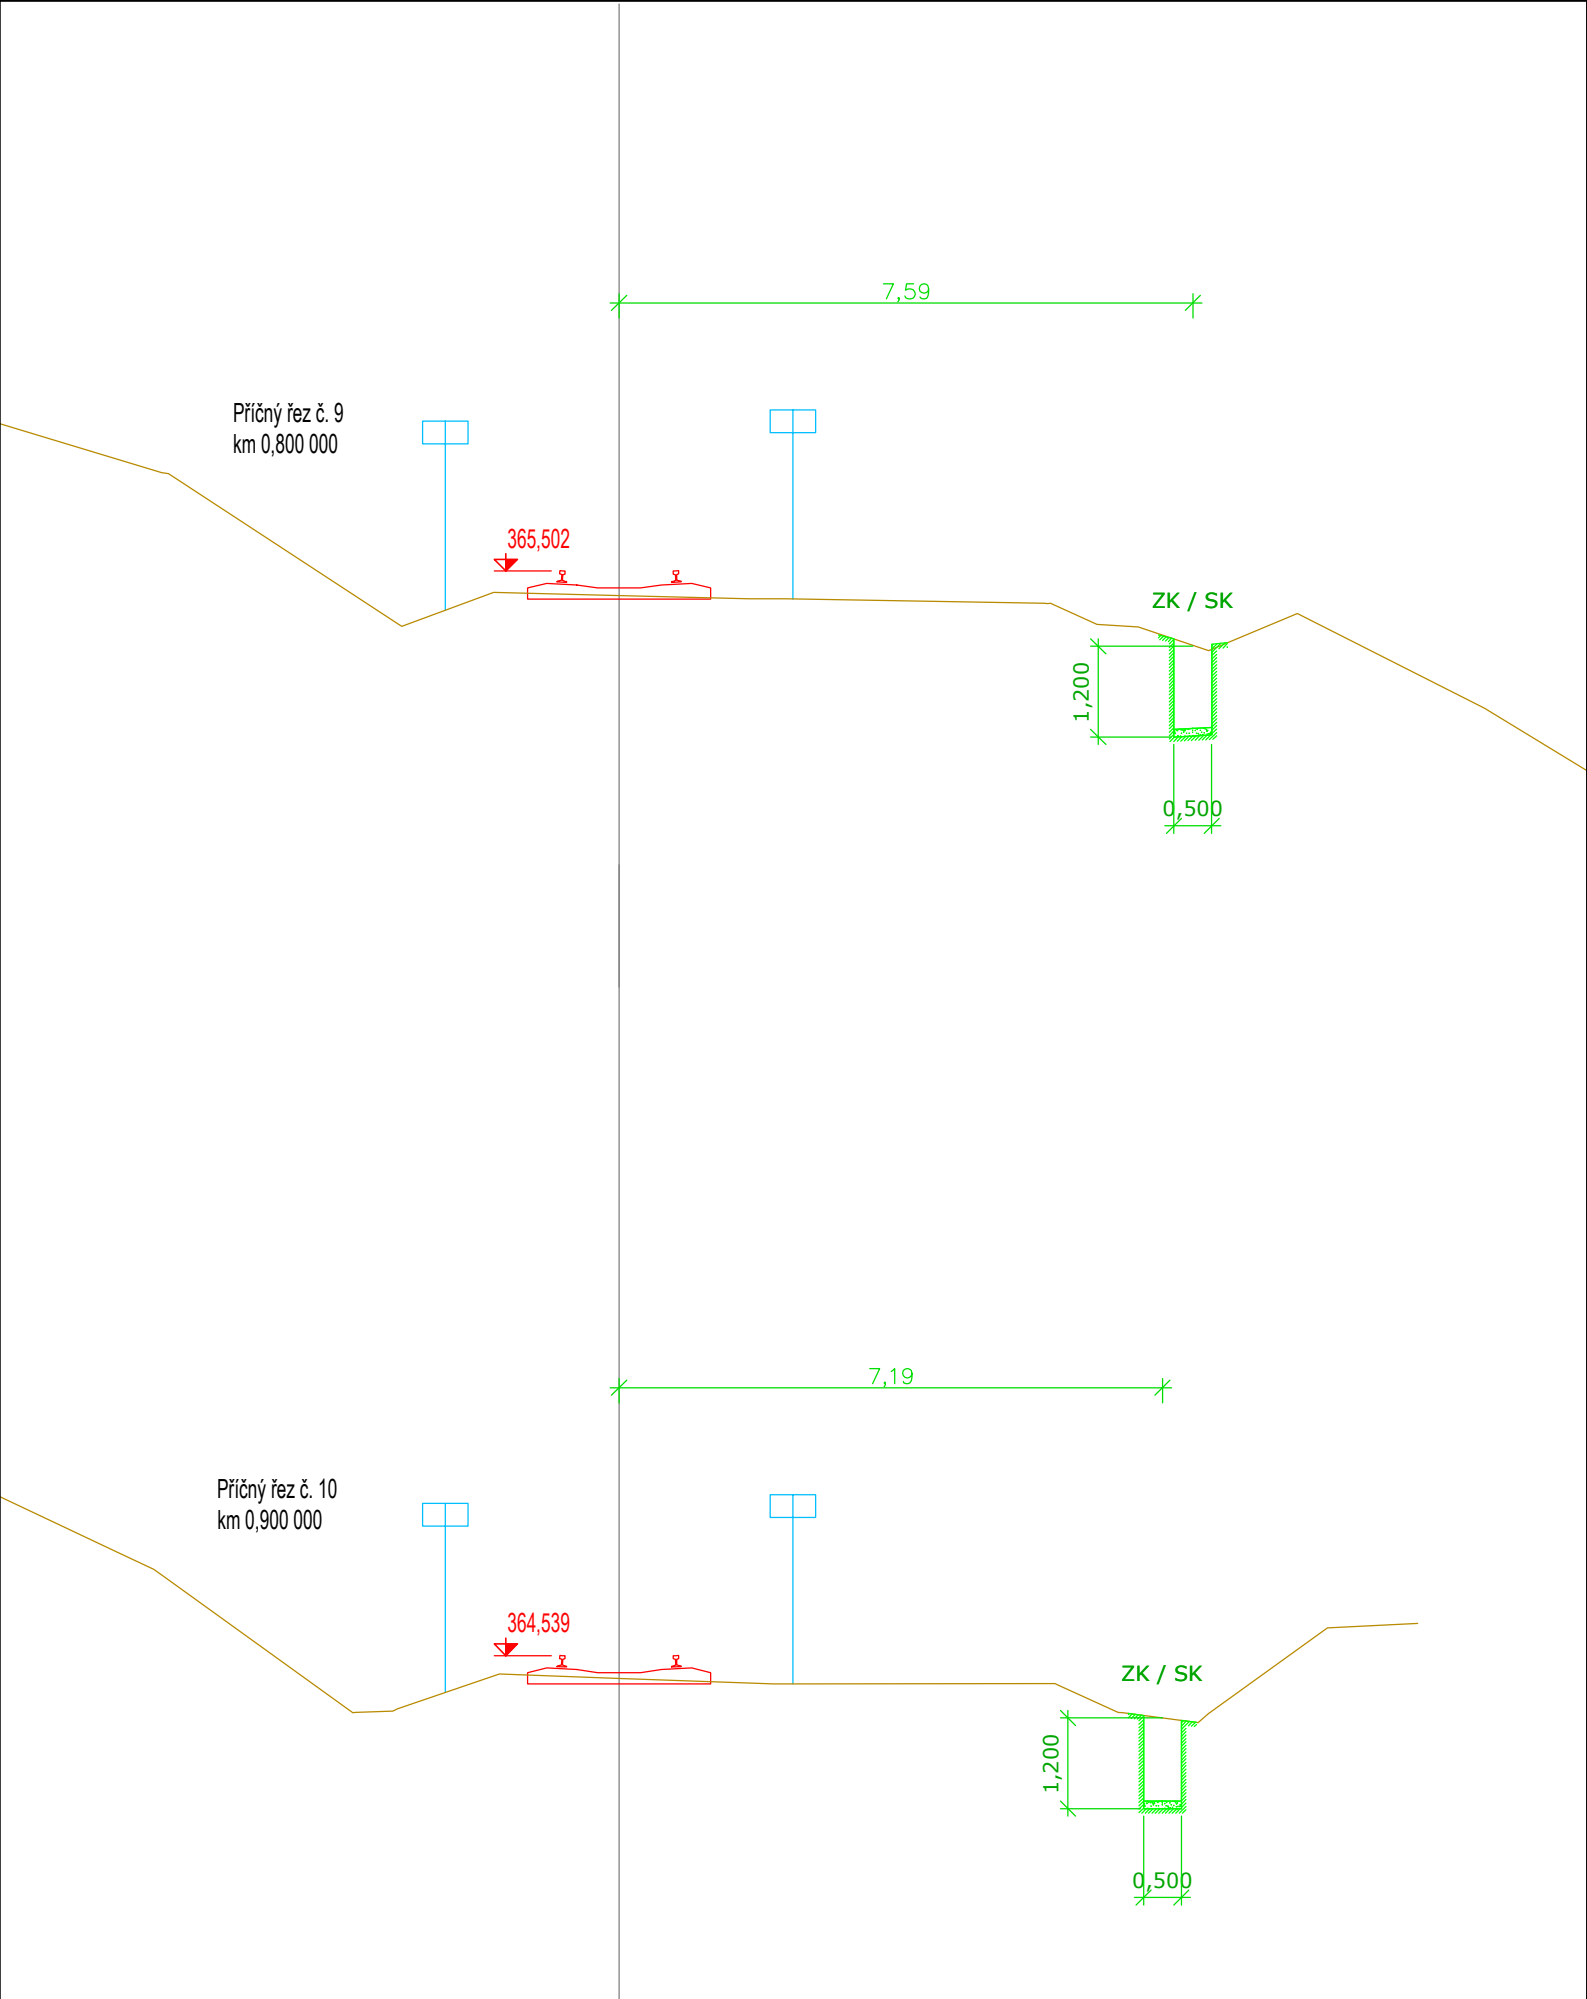 7,59
Příčný řez č. 9
km 0,800 000
365,502
ZK / SK
1,200
0,500
7,19
Příčný řez č. 10
km 0,900 000
364,539
ZK / SK
1,200
0,500